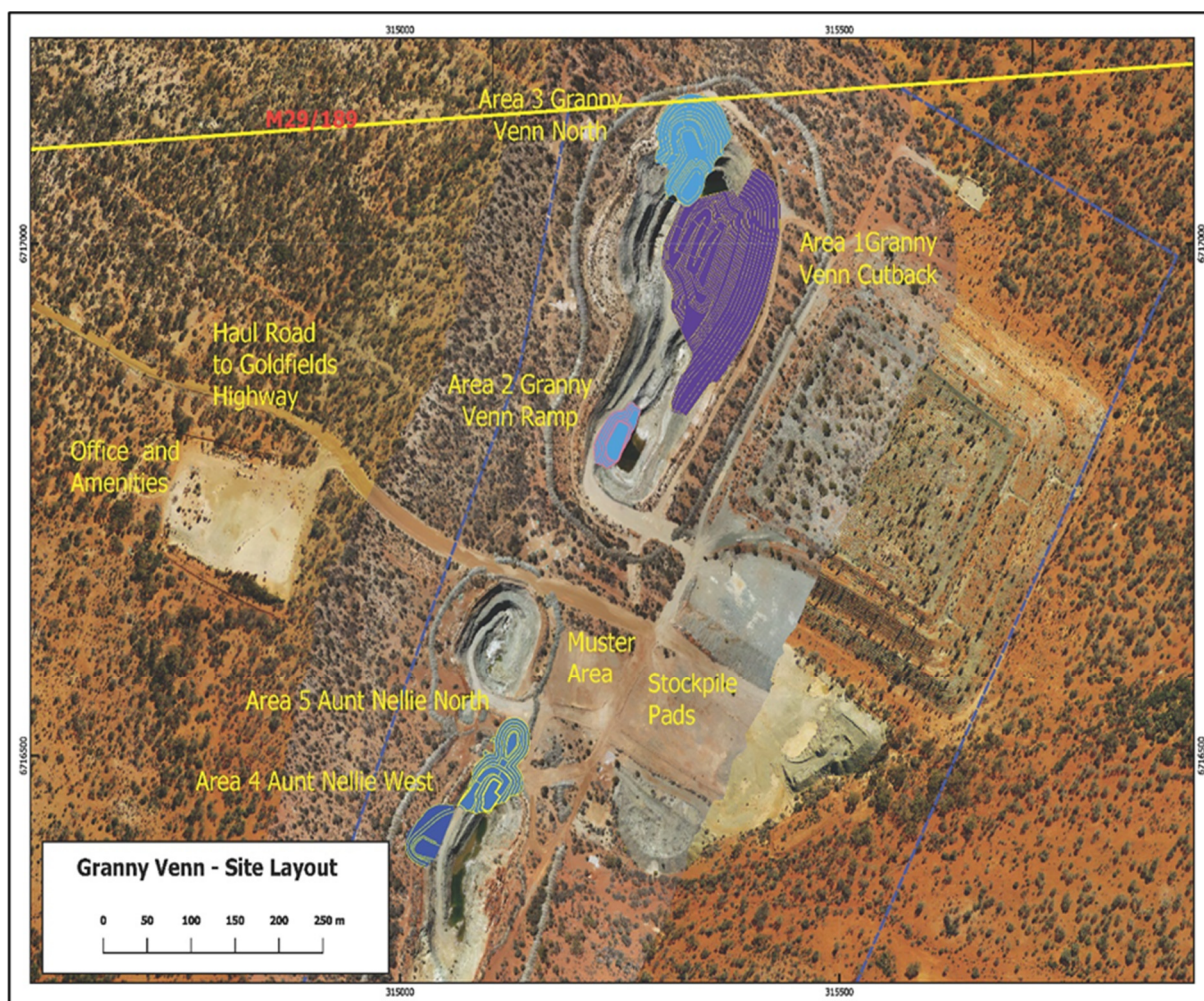 315000
315500
Area 3 Granny
Venn North
M29/189
6717000
6717000
Area 1Granny
Venn Cutback
Haul Road
to Goldfields
Highway
Area 2 Granny
Venn Ramp
Office and
Amenities
Muster
Area
Stockpile
Pads
Area 5 Aunt Nellie North
6716500
6716500
Area 4 Aunt Nellie West
Granny Venn - Site Layout
0 50 100 150 200 250 m
315000
315500